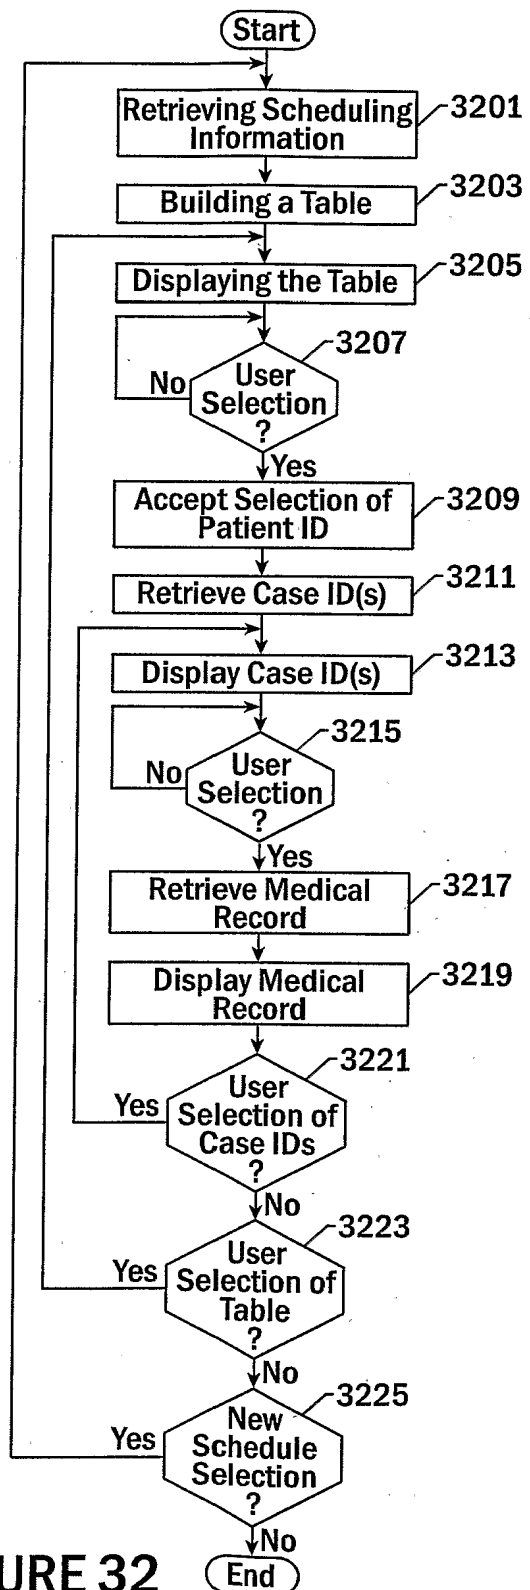 Start
Retrieving Scheduling
Information
3201
Building a Table
3203
Displaying the Table
3205
User
Selection
?
3207
No
Yes
Accept Selection of
Patient ID
3209
Retrieve Case ID(s)
3211
Display Case ID(s)
3213
User
Selection
?
3215
No
Yes
Retrieve Medical
Record
3217
Display Medical
Record
3219
User
Selection of
Case IDs
?
3221
Yes
No
User
Selection of
Table
?
3223
Yes
No
New
Schedule
Selection
?
3225
Yes
No
End
URE 32